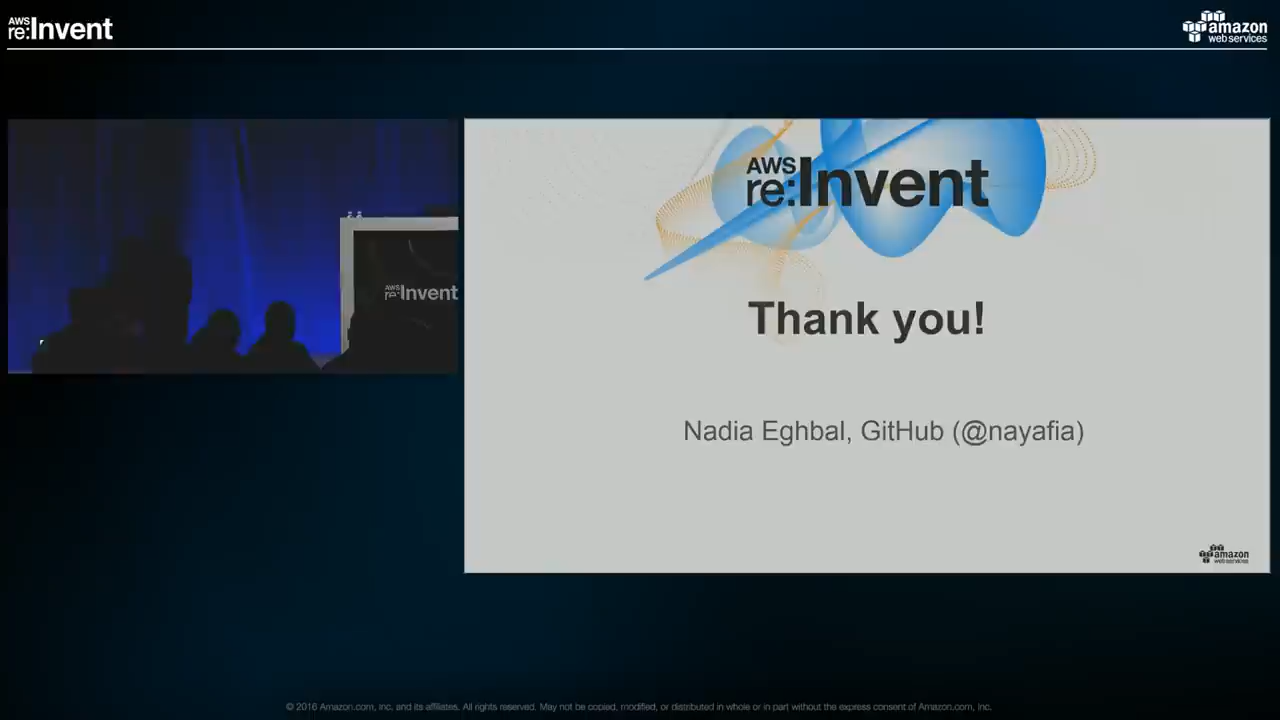 AWS
re:Invent
amazon
web services
AWS
re:Invent
AWS
re:Invent
Thank you!
Nadia Eghbal, GitHub (@nayafia)
amazon
web services
© 2016 Amazon.com, Inc. and its affiliates. All rights reserved. May not be copied, modified, or distributed in whole or in part without the express consent of Amazon.com, Inc.